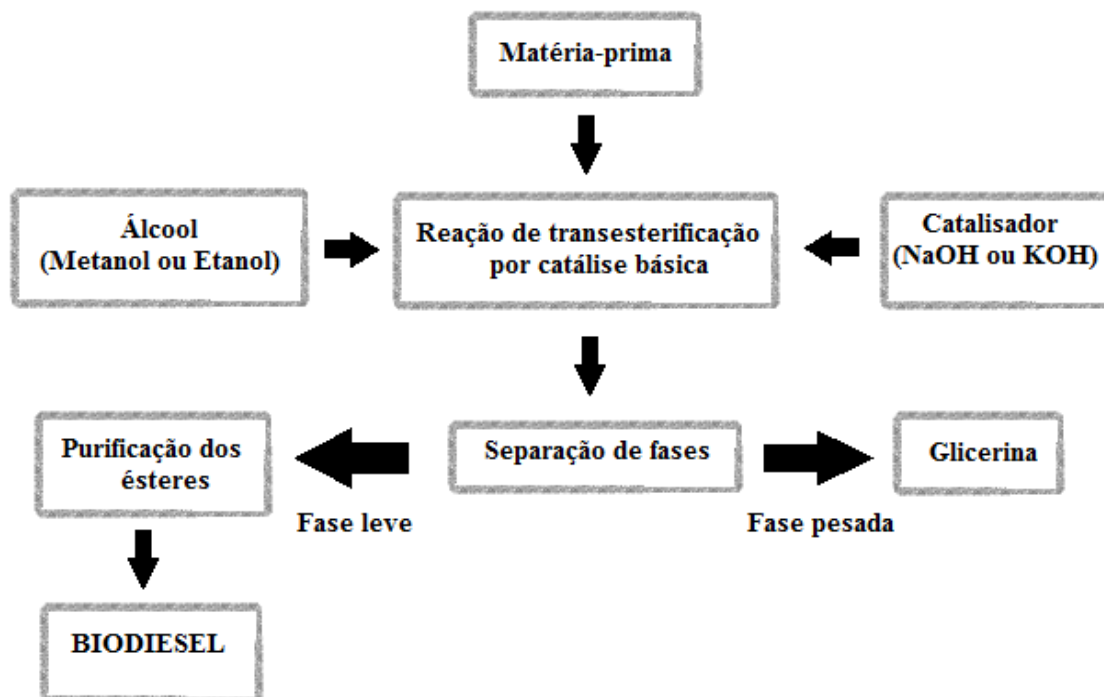 Matéria-prima
Álcool
(Metanol ou Etanol)
Reação de transesterificação
por catálise básica
Catalisador
(NaOH ou KOH)
Purificação dos
ésteres
Separação de fases
Glicerina
Fase leve
Fase pesada
BIODIESEL